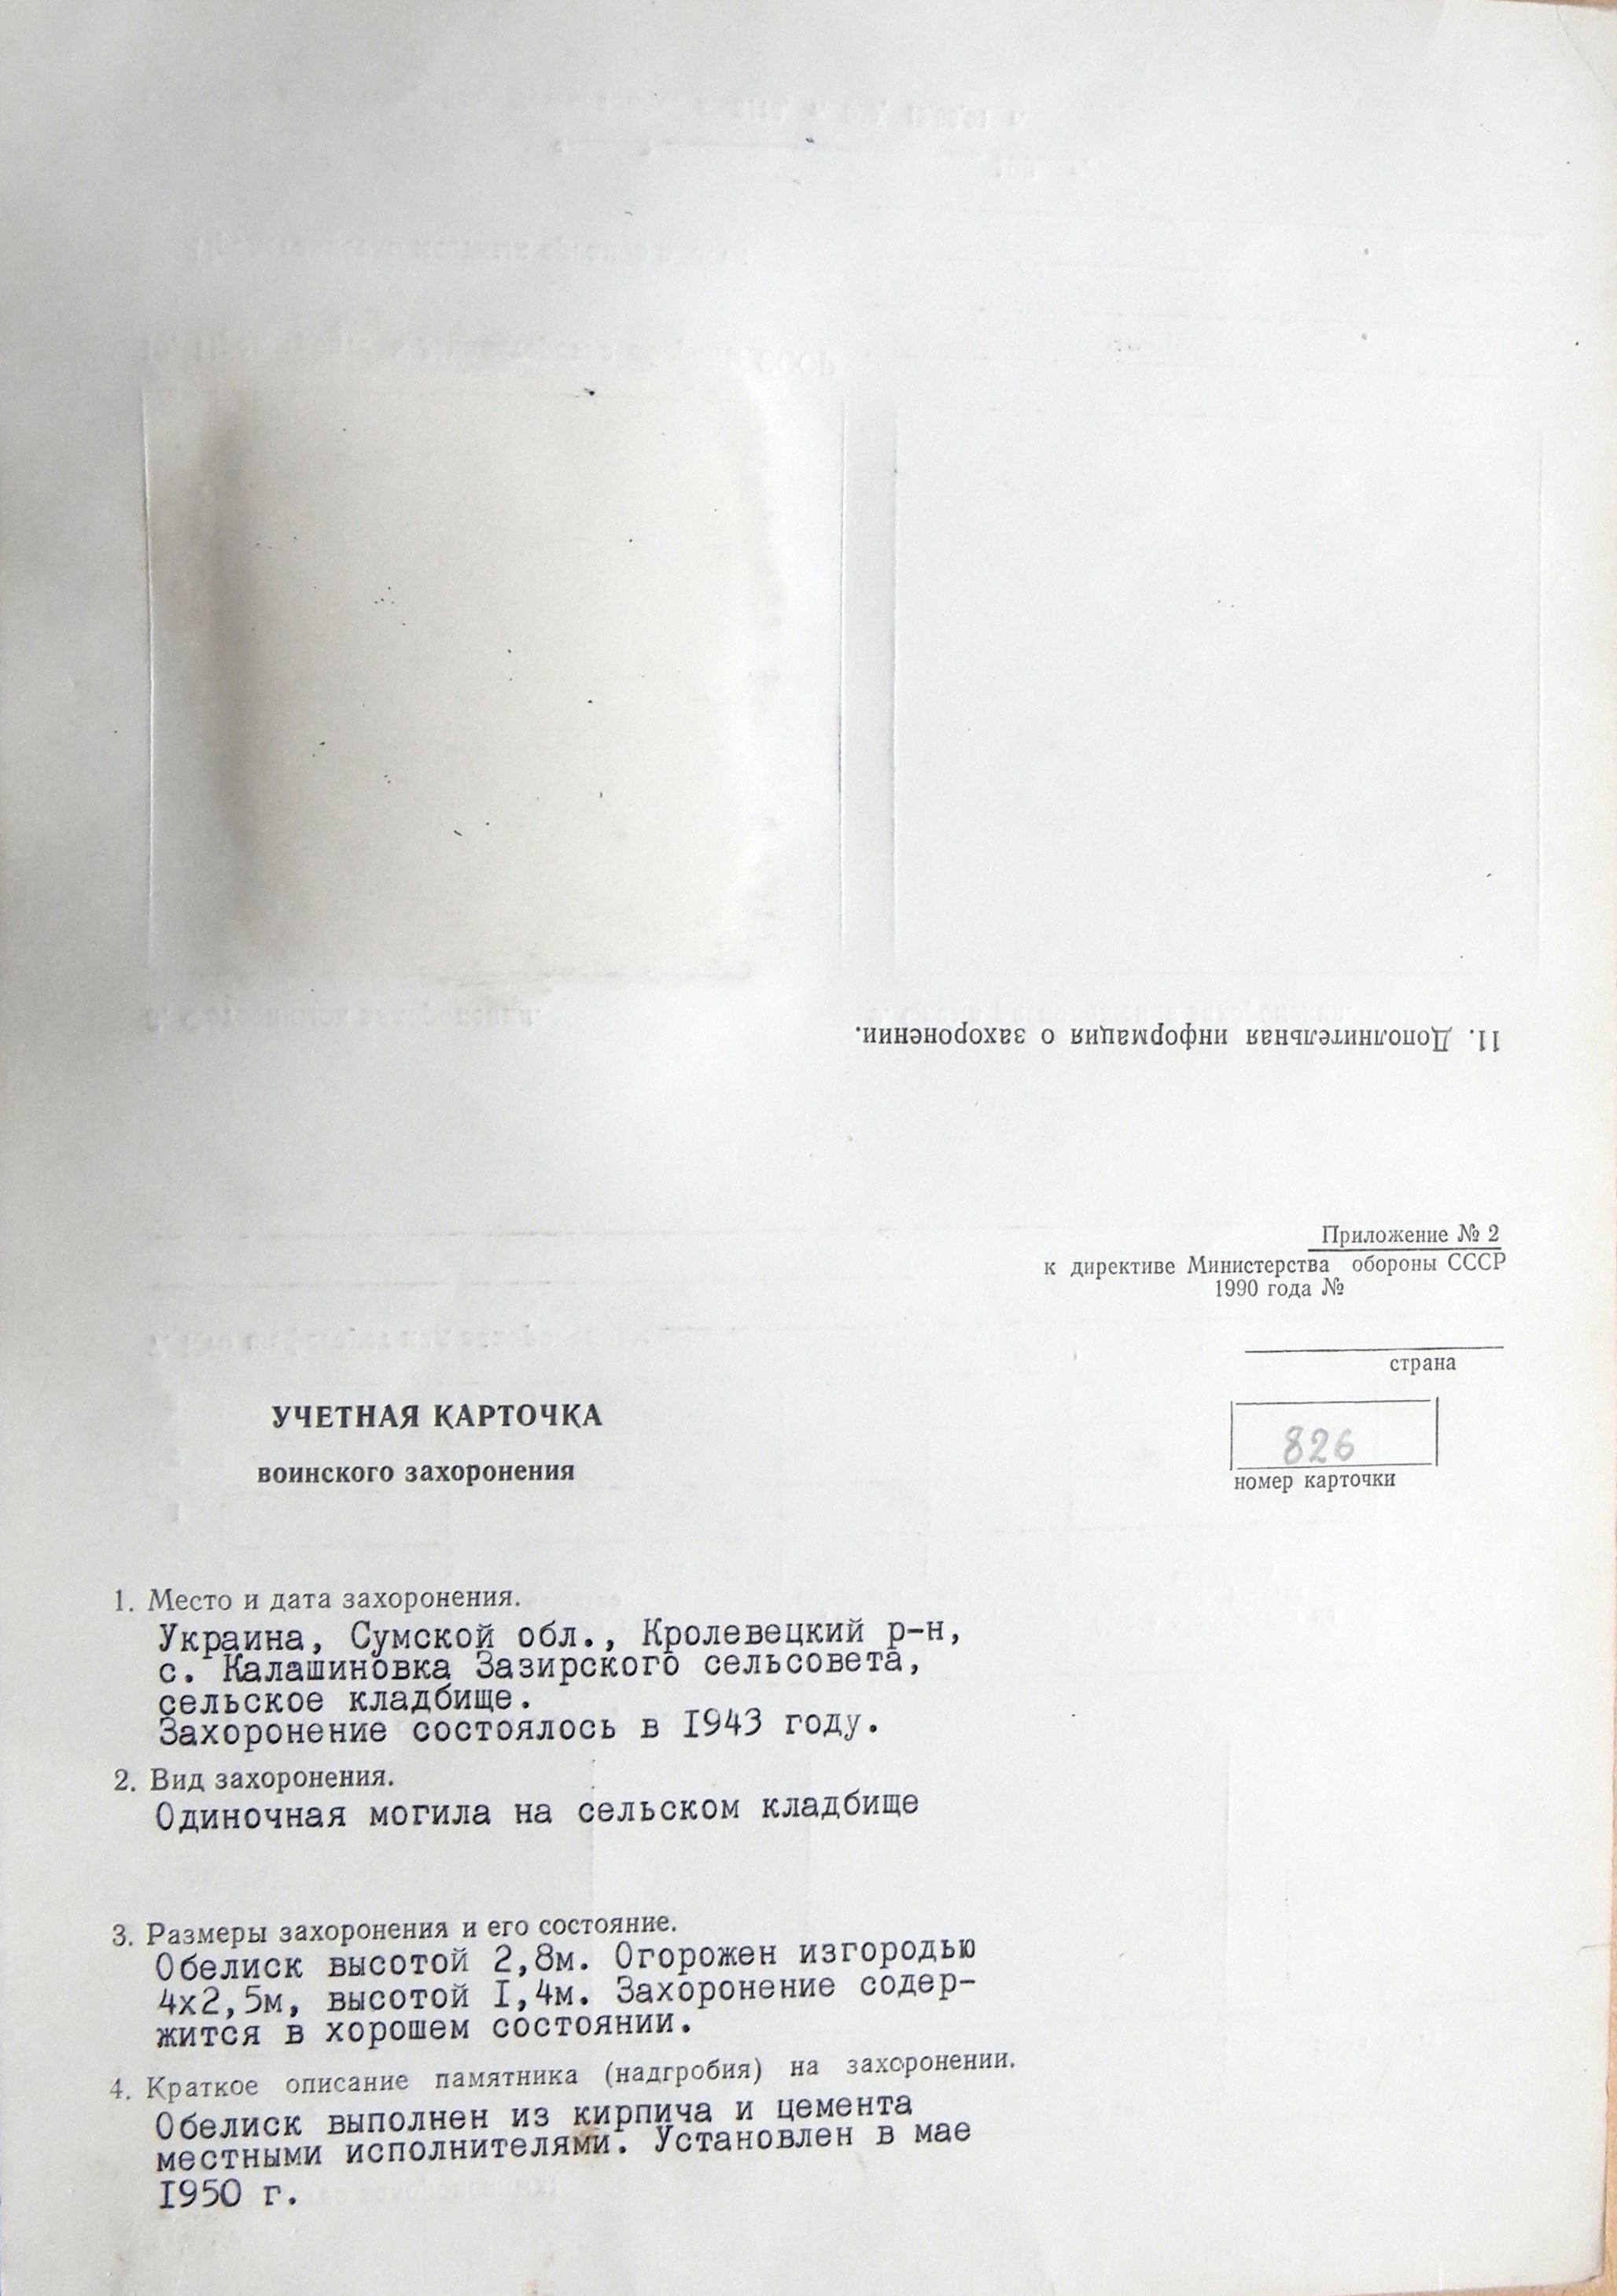 11. Дополнительная информация о захоронении.
Приложение № 2
к директиве Министерства обороны СССР
1990 года №
страна
УЧЕТНАЯ КАРТОЧКА
воинского захоронения
826
номер карточки
1. Место и дата захоронения.
Украина, Сумской обл., Кролевецкий р-н,
с. Калашиновка Зазирского сельсовета,
сельское кладбище.
Захоронение состоялось в 1943 году.
2. Вид захоронения.
Одиночная могила на сельском кладбище
3. Размеры захоронения и его состояние.
Обелиск высотой 2,8м. Огорожен изгородью
4х2,5м, высотой 1,4м. Захоронение содер-
жится в хорошем состоянии.
4. Краткое описание памятника (надгробия) на захоронении.
Обелиск выполнен из кирпича и цемента
местными исполнителями. Установлен в мае
1950 г.